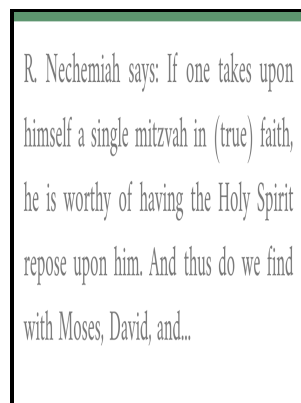 R. Nechemiah says: If one takes upon
himself a single mitzvah in (true) faith,
he is worthy of having the Holy Spirit
repose upon him. And thus do we find
with Moses, David, and...